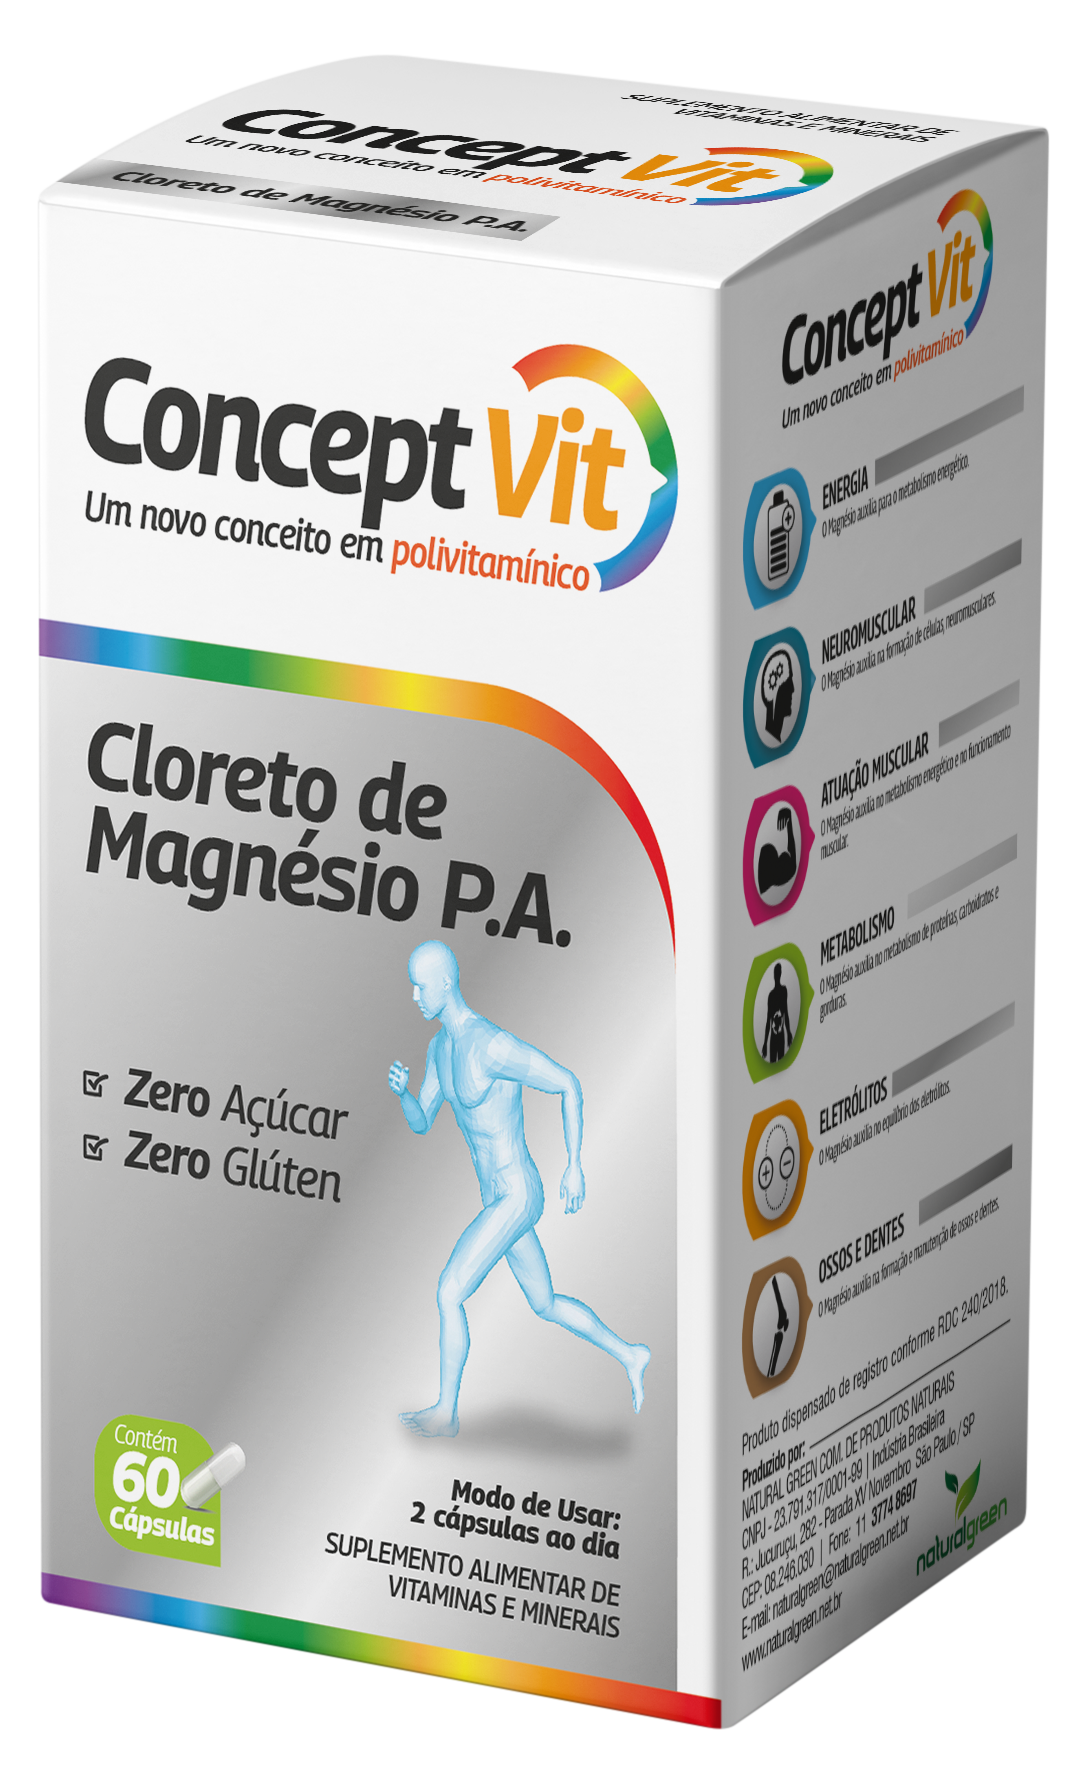 SUPLEMENTO ALIMENTAR DE
VITAMINAS E MINERAIS
Concept Vit
Um novo conceito em polivitamínico
Cloreto de Magnésio P.A.
Concept Vit
Um novo conceito em polivitamínico
Cloreto de
Magnésio P.A.
Zero Açúcar
Zero Glúten
Contém
60
Cápsulas
Modo de Usar:
2 cápsulas ao dia
SUPLEMENTO ALIMENTAR DE
VITAMINAS E MINERAIS
Concept Vit
Um novo conceito em polivitamínico
ENERGIA
O Magnésio auxilia para o metabolismo energético.
NEUROMUSCULAR
O Magnésio auxilia na formação de células, neuromusculares.
ATUAÇÃO MUSCULAR
O Magnésio auxilia no metabolismo energético e no funcionamento
muscular.
METABOLISMO
O Magnésio auxilia no metabolismo de proteínas, carboidratos e
gorduras.
ELETRÓLITOS
O Magnésio auxilia no equilíbrio dos eletrólitos.
OSSOS E DENTES
O Magnésio auxilia na formação e manutenção de ossos e dentes.
Produto dispensado de registro conforme RDC 240/2018.
Produzido por:
NATURAL GREEN COM. DE PRODUTOS NATURAIS
CNPJ - 23.791.317/0001-99 | Indústria Brasileira
R.: Jucuruçu, 282 - Parada XV Novembro São Paulo / SP
CEP: 08.246.030 | Fone: 11 3774 8697
E-mail: naturalgreen@naturalgreen.net.br
www.naturalgreen.net.br
naturalgreen